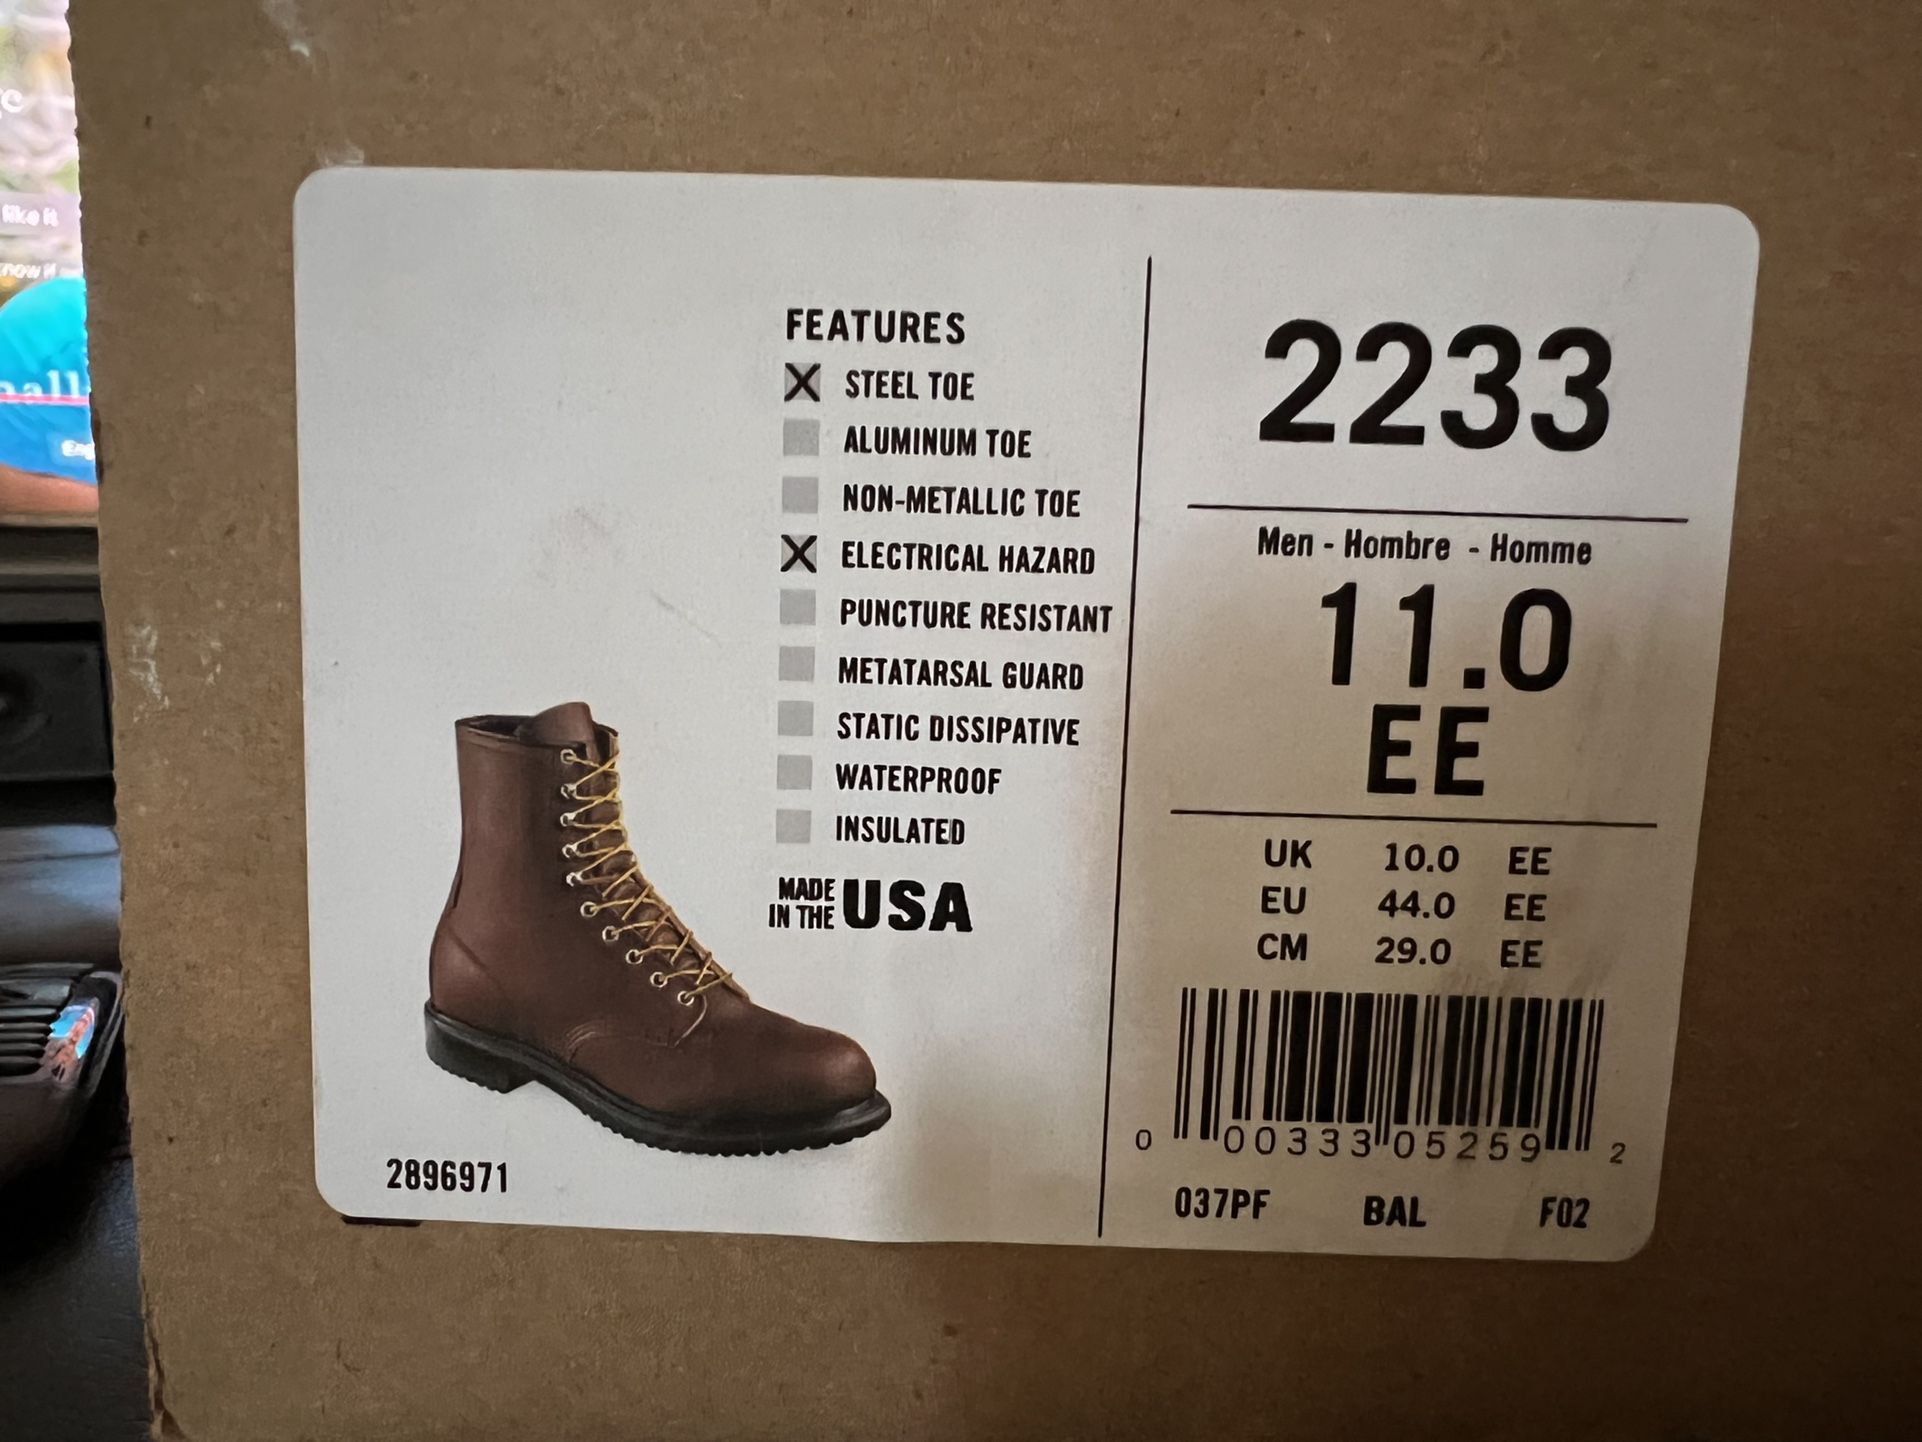 FEATURES
STEEL TOE
ALUMINUM TOE
NON-METALLIC TOE
ELECTRICAL HAZARD
PUNCTURE RESISTANT
METATARSAL GUARD
STATIC DISSIPATIVE
WATERPROOF
INSULATED
MADE IN THE USA
2896971
2233
Men - Hombre - Homme
11.0
EE
UK 10.0 EE
EU 44.0 EE
CM 29.0 EE
0 00333 05259 2
037PF BAL F02
like it